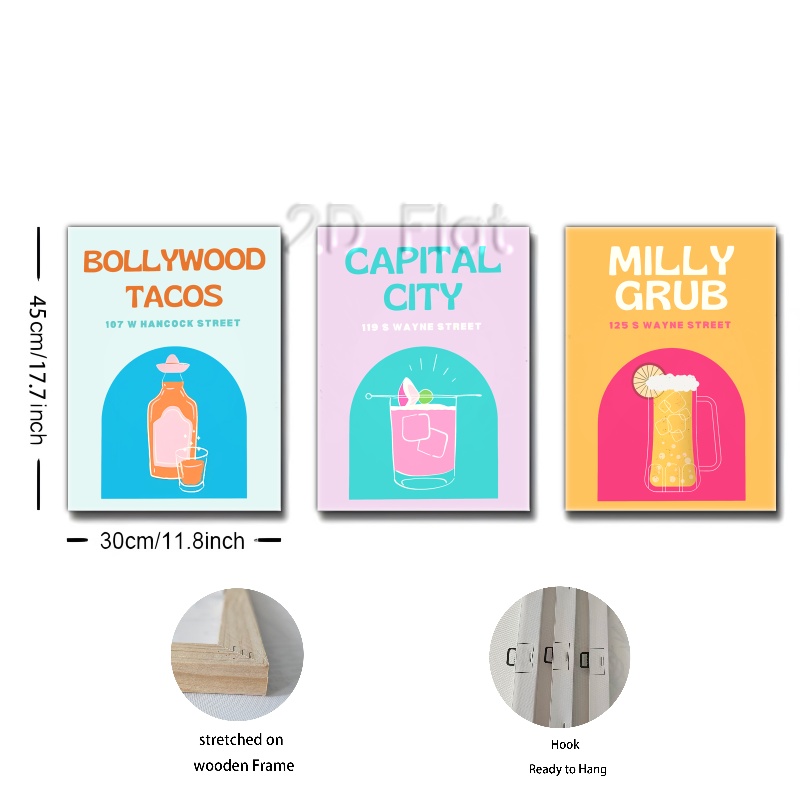 2D Flat
BOLLYWOOD
TACOS
107 W HANCOCK STREET
CAPITAL
CITY
119 S WAYNE STREET
MILLY
GRUB
125 S WAYNE STREET
45cm/17.7inch
30cm/11.8inch
stretched on
wooden Frame
Hook
Ready to Hang